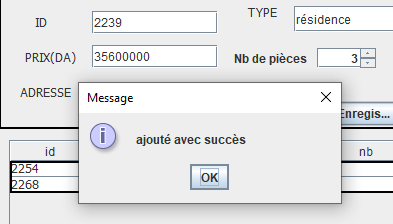 ID 2239 TYPE résidence
PRIX(DA) 35600000 Nb de pièces 3
ADRESSE
Message
ajouté avec succès
OK
Enregis...
id nb
2254
2268